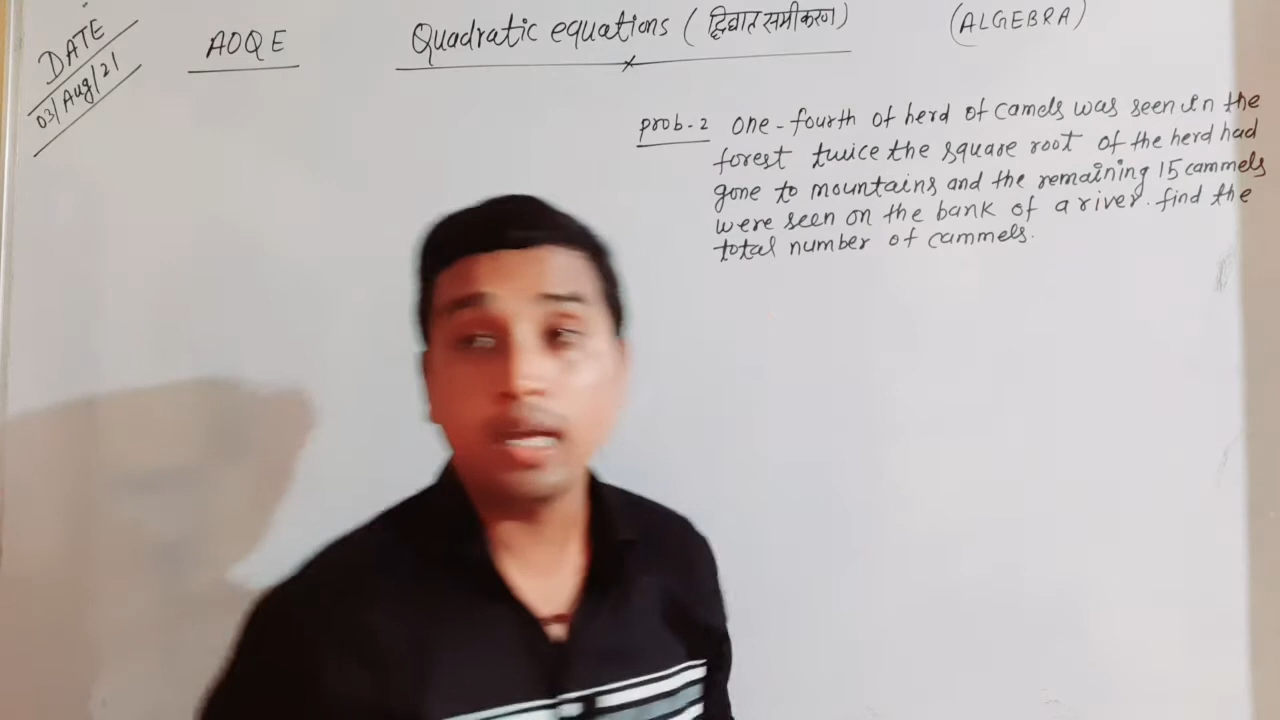 DATE
03/Aug/21
AOQE
Quadratic equations (द्विघात समीकरण)
(ALGEBRA)
prob-2 One-fourth of herd of camels was seen in the
forest twice the square root of the herd had
gone to mountains and the remaining 15 cammels
were seen on the bank of a river. find the
total number of cammels.